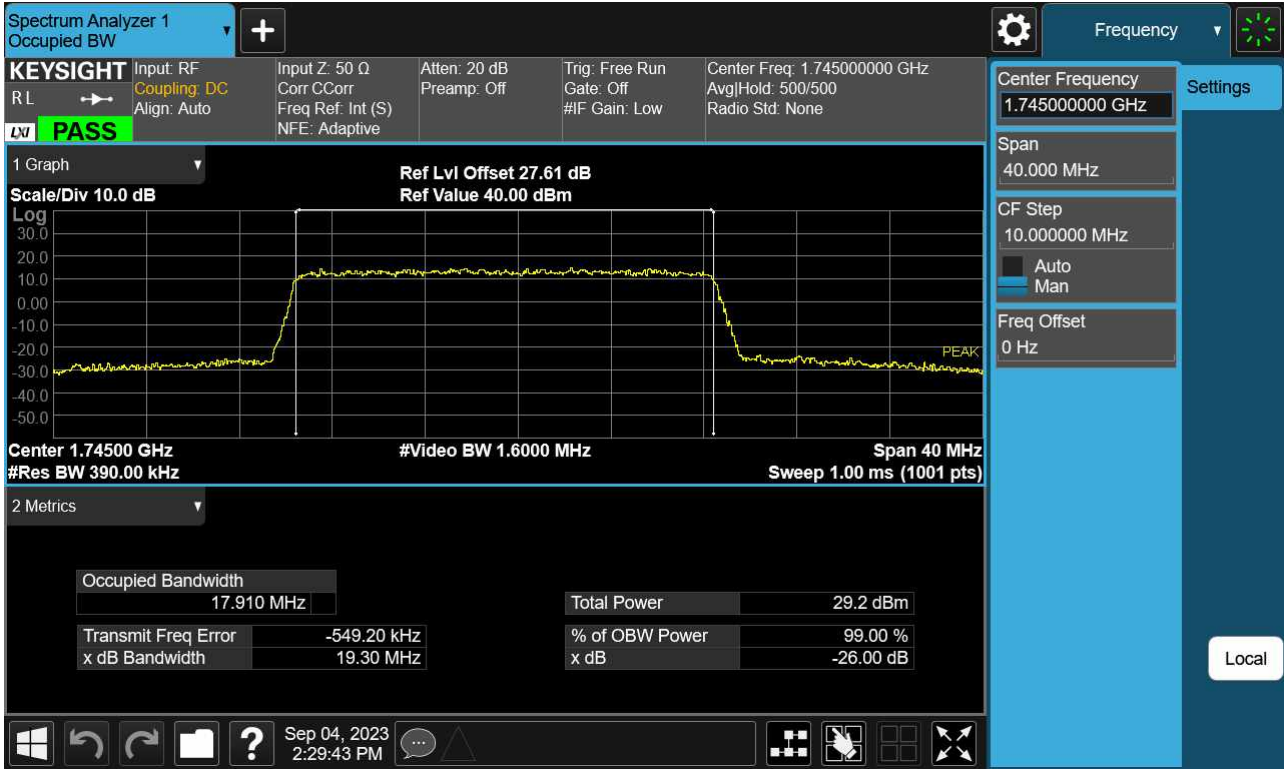 Spectrum Analyzer 1
Occupied BW
Frequency
KEYSIGHT
R L
LXI
PASS
Input: RF
Coupling: DC
Align: Auto
Input Z: 50 Ω
Corr CCorr
Freq Ref: Int (S)
NFE: Adaptive
Atten: 20 dB
Preamp: Off
Trig: Free Run
Gate: Off
#IF Gain: Low
Center Freq: 1.745000000 GHz
Avg|Hold: 500/500
Radio Std: None
1 Graph
Scale/Div 10.0 dB
Ref Lvl Offset 27.61 dB
Ref Value 40.00 dBm
Log
30.0
20.0
10.0
0.00
-10.0
-20.0
-30.0
-40.0
-50.0
PEAK
Center 1.74500 GHz
#Video BW 1.6000 MHz
Span 40 MHz
#Res BW 390.00 kHz
Sweep 1.00 ms (1001 pts)
2 Metrics
Occupied Bandwidth
17.910 MHz
Total Power 29.2 dBm
Transmit Freq Error -549.20 kHz
% of OBW Power 99.00 %
x dB Bandwidth 19.30 MHz
x dB -26.00 dB
Center Frequency
1.745000000 GHz
Settings
Span
40.000 MHz
CF Step
10.000000 MHz
Auto
Man
Freq Offset
0 Hz
Local
?
Sep 04, 2023
2:29:43 PM